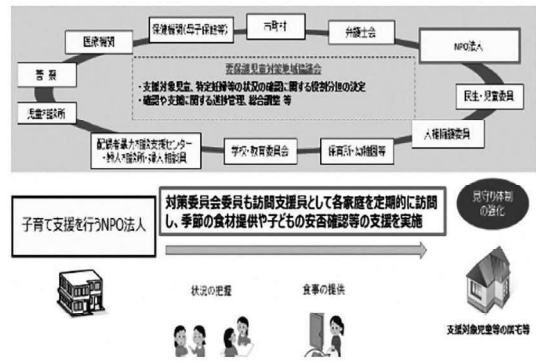 保健機関(母子保健等)
市町村
弁護士会
医療機関
NPO法人
警察
要保護児童対策地域協議会
・支援対象児童、特定妊婦等の状況の確認に関する役割分担の決定
・確認や支援に関する進捗管理、総合調整 等
民生・児童委員
児童相談所
人権擁護委員
配偶者暴力相談支援センター
・婦人相談所・婦人相談員
学校・教育委員会
保育所・幼稚園等
子育て支援を行うNPO法人
対策委員会委員も訪問支援員として各家庭を定期的に訪問
し、季節の食材提供や子どもの安否確認等の支援を実施
見守り体制
の強化
状況の把握
食事の提供
支援対象児童等の居宅等